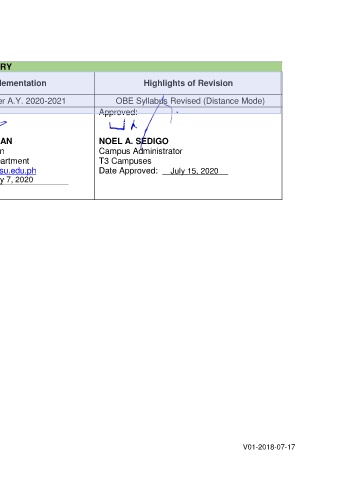 RY
lementation
Highlights of Revision
er A.Y. 2020-2021
OBE Syllabus Revised (Distance Mode)
Approved:
AN
NOEL A. SEDIGO
n
Campus Administrator
partment
T3 Campuses
su.edu.ph
Date Approved: July 15, 2020
y 7, 2020
V01-2018-07-17